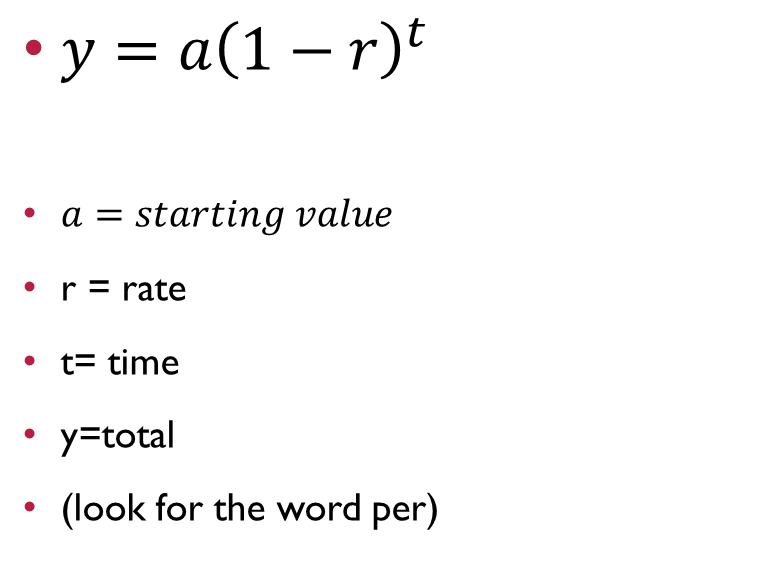 • y = a(1 − r)^t
• a = starting value
• r = rate
• t= time
• y=total
• (look for the word per)